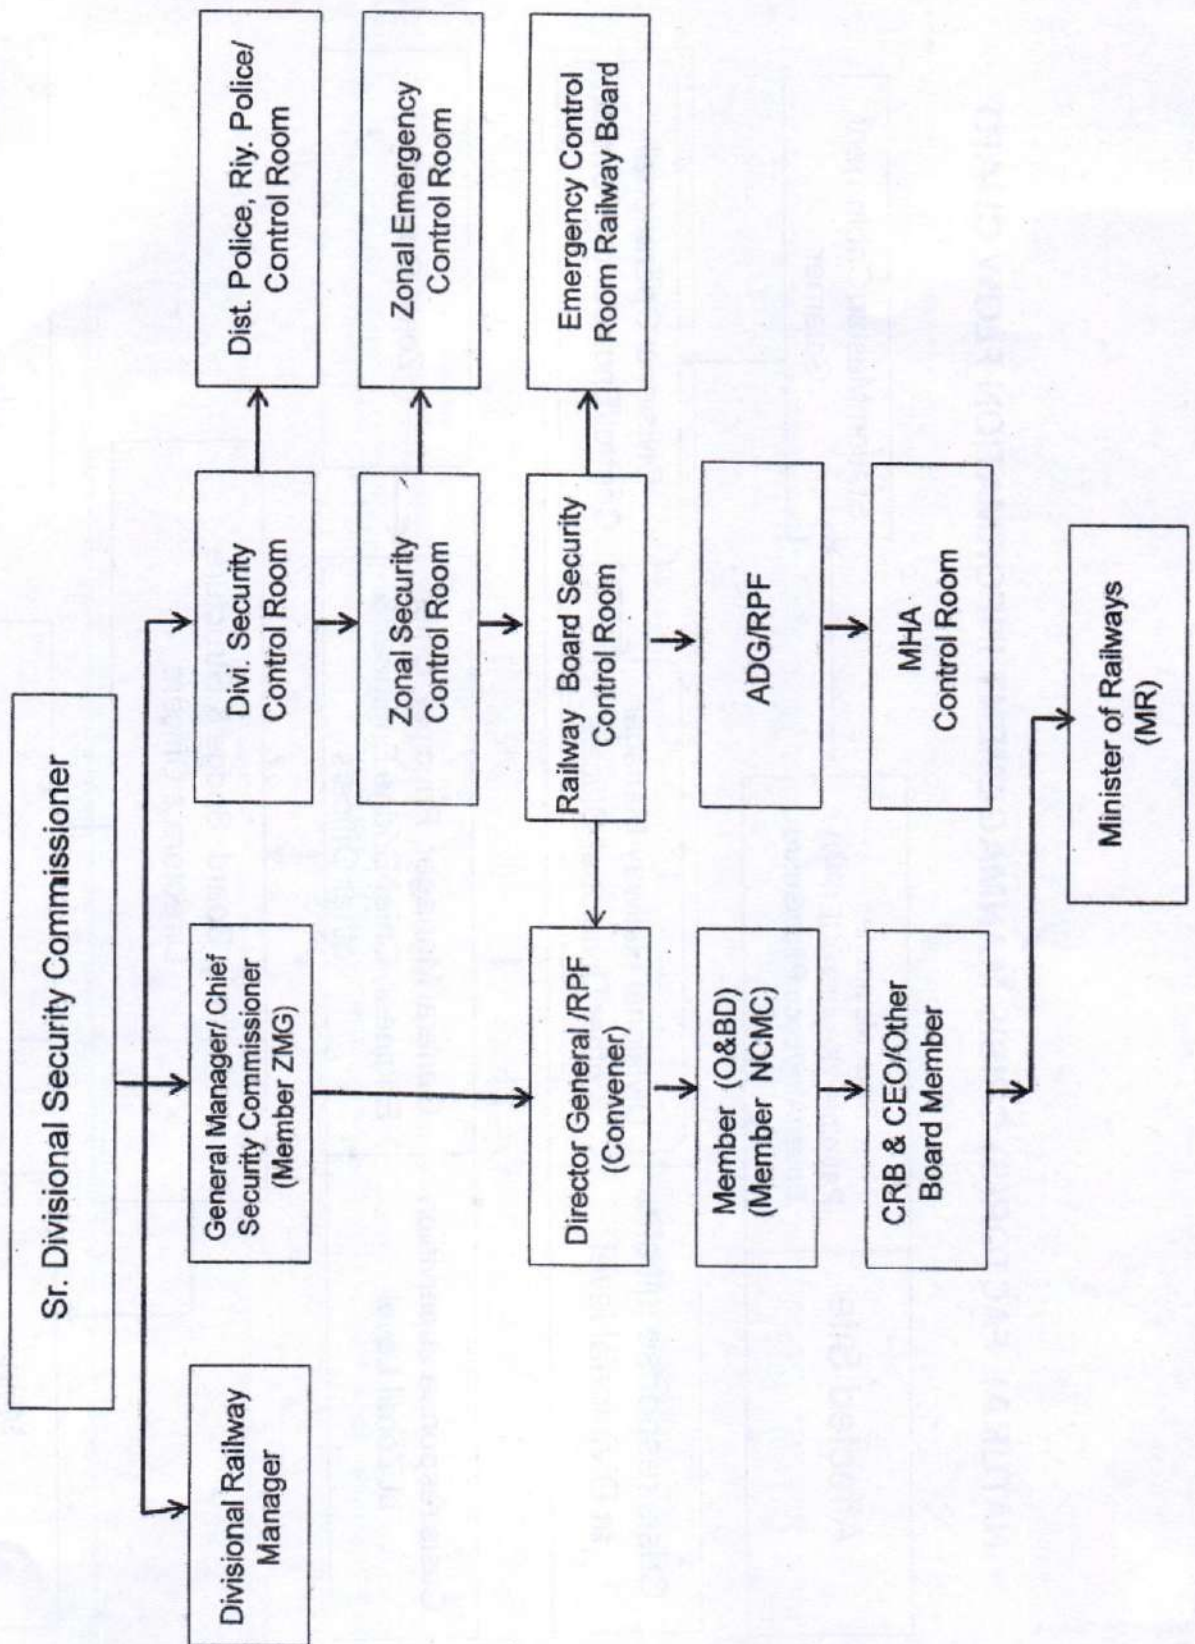 Sr. Divisional Security Commissioner
Divisional Railway
Manager
General Manager/ Chief
Security Commissioner
(Member ZMG)
Divi. Security
Control Room
Dist. Police, Rly. Police/
Control Room
Zonal Security
Control Room
Zonal Emergency
Control Room
Director General /RPF
(Convener)
Railway Board Security
Control Room
Emergency Control
Room Railway Board
Member (O&BD)
(Member NCMC)
ADG/RPF
CRB & CEO/Other
Board Member
MHA
Control Room
Minister of Railways
(MR)